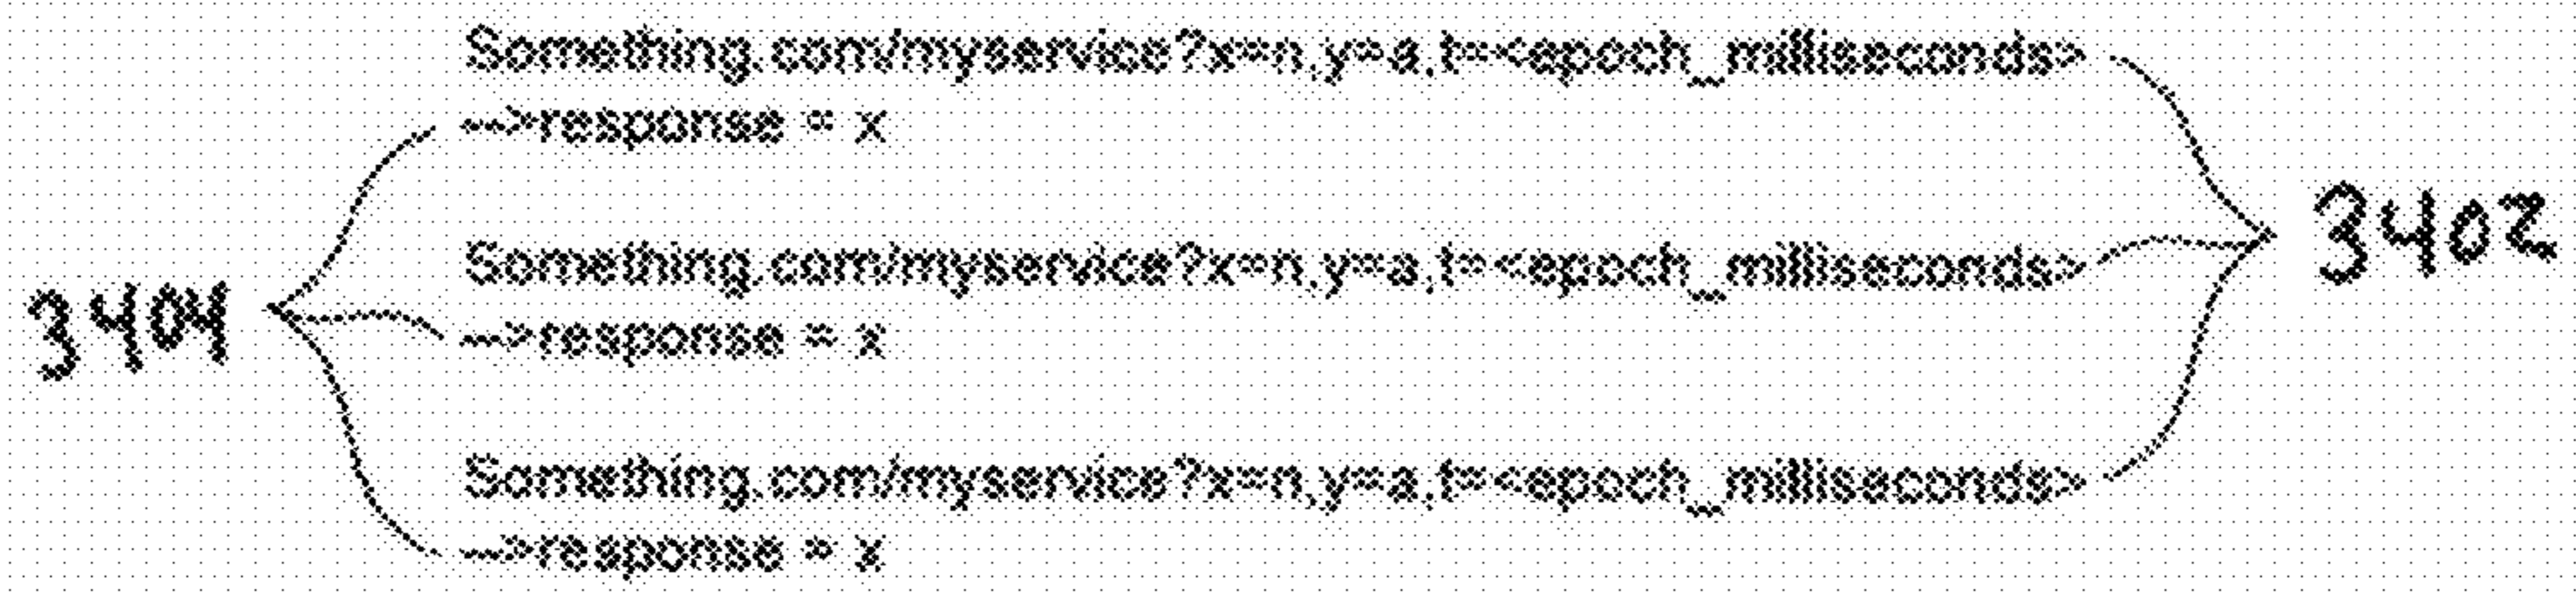 Something.com/myservice?x=n,y=a,t=<epoch_milliseconds>
-->response = x
3402
Something.com/myservice?x=n,y=a,t=<epoch_milliseconds>
3404
-->response = x
Something.com/myservice?x=n,y=a,t=<epoch_milliseconds>
-->response = x